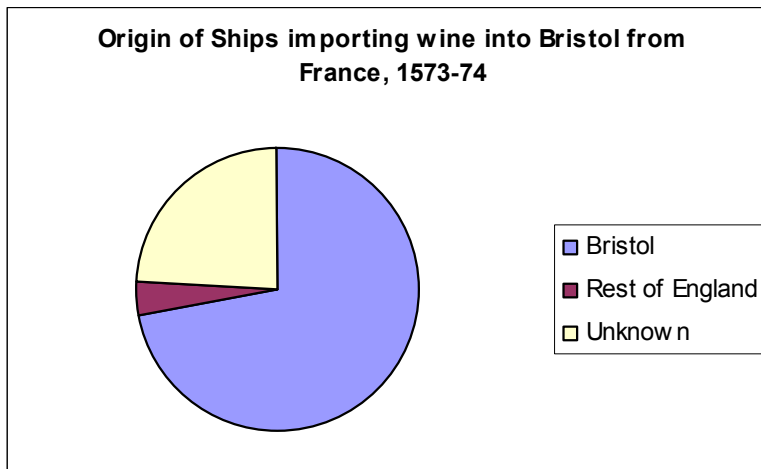 Origin of Ships importing wine into Bristol from
France, 1573-74
Bristol
Rest of England
Unknown